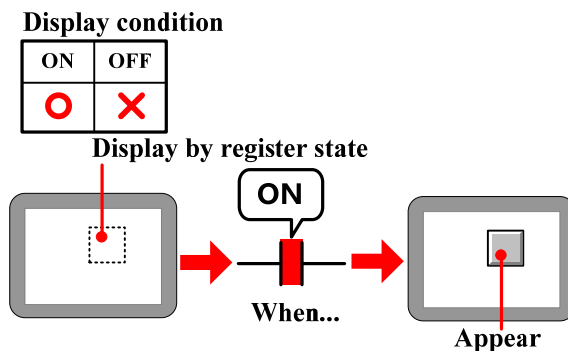 Display condition
ON OFF
Display by register state
ON
When...
Appear